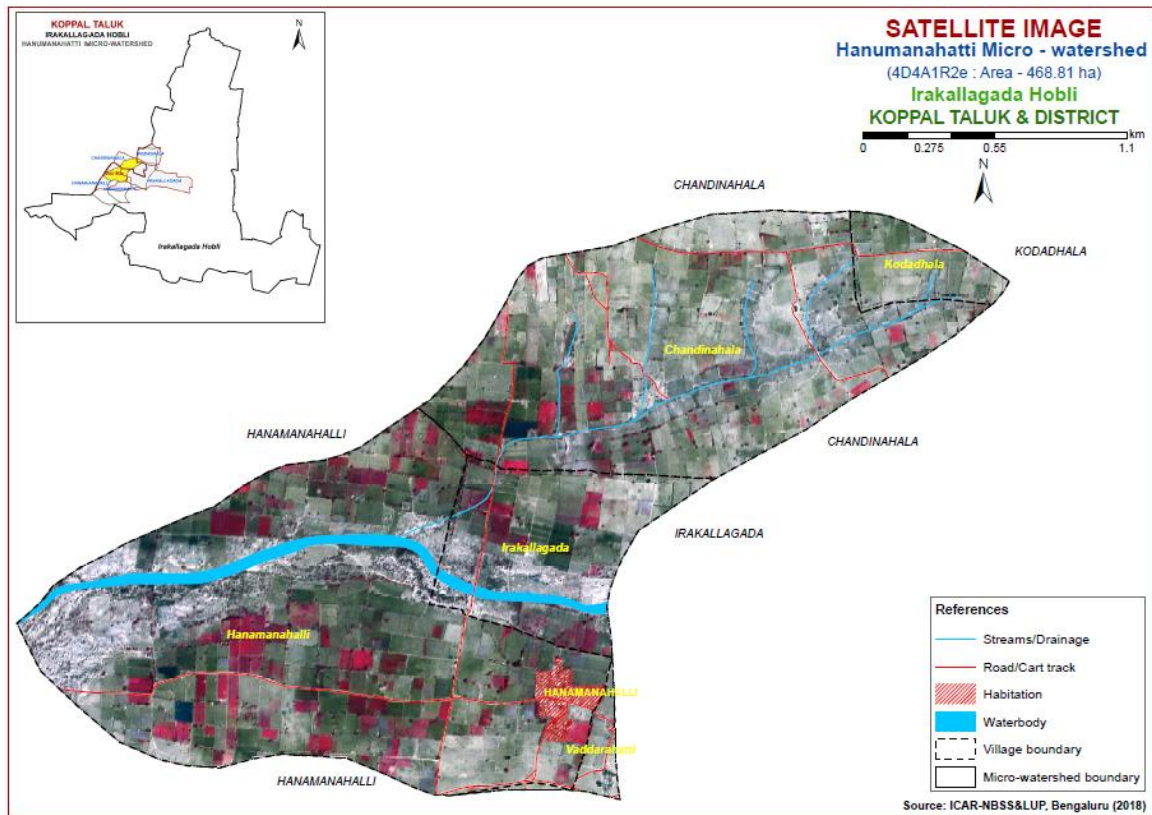 KOPPAL TALUK
IRAKALLAGADA HOBLI
HANUMANAHATTI MICRO-WATERSHED
N
CHANDINAHALA
KODADHALA
IRAKALLAGADA
Irakallagada Hobli
SATELLITE IMAGE
Hanumanahatti Micro - watershed
(4D4A1R2e : Area - 468.81 ha)
Irakallagada Hobli
KOPPAL TALUK & DISTRICT
km
0 0.275 0.55 1.1
N
CHANDINAHALA
KODADHALA
Kodadhala
Chandinahala
HANAMANAHALLI
CHANDINAHALA
IRAKALLAGADA
Irakallagada
Hanamanahalli
HANAMANAHALLI
HANAMANAHALLI
References
Streams/Drainage
Road/Cart track
Habitation
Waterbody
Village boundary
Micro-watershed boundary
Source: ICAR-NBSS&LUP, Bengaluru (2018)